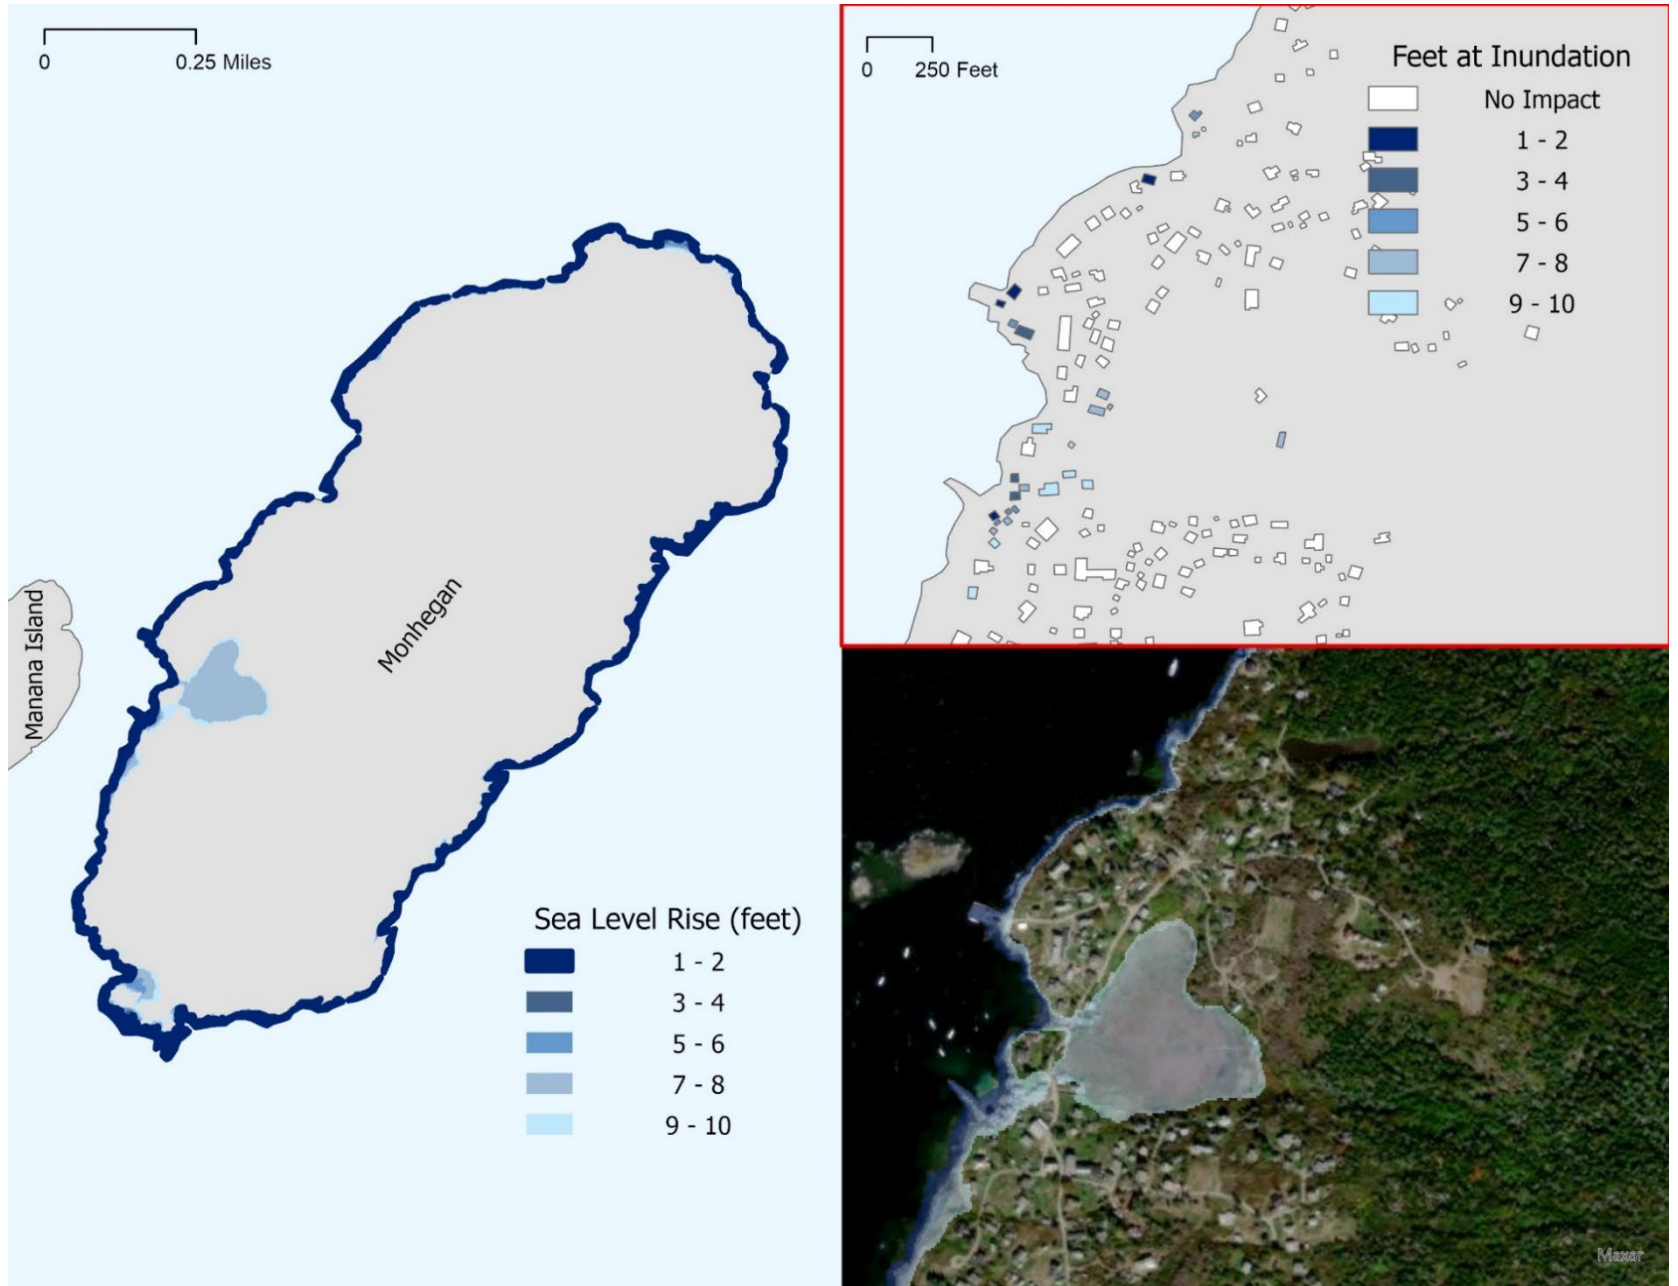 0 0.25 Miles
Manana Island
Monhegan
Sea Level Rise (feet)
1 - 2
3 - 4
5 - 6
7 - 8
9 - 10
0 250 Feet
Feet at Inundation
No Impact
1 - 2
3 - 4
5 - 6
7 - 8
9 - 10
Maxar